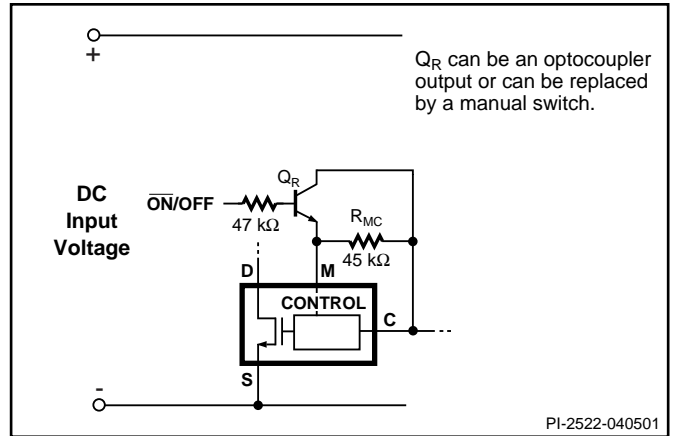 +
Q_R can be an optocoupler
output or can be replaced
by a manual switch.
Q_R
DC
Input
Voltage
ON/OFF
47 kΩ
R_MC
45 kΩ
D
M
CONTROL
C
S
-
PI-2522-040501